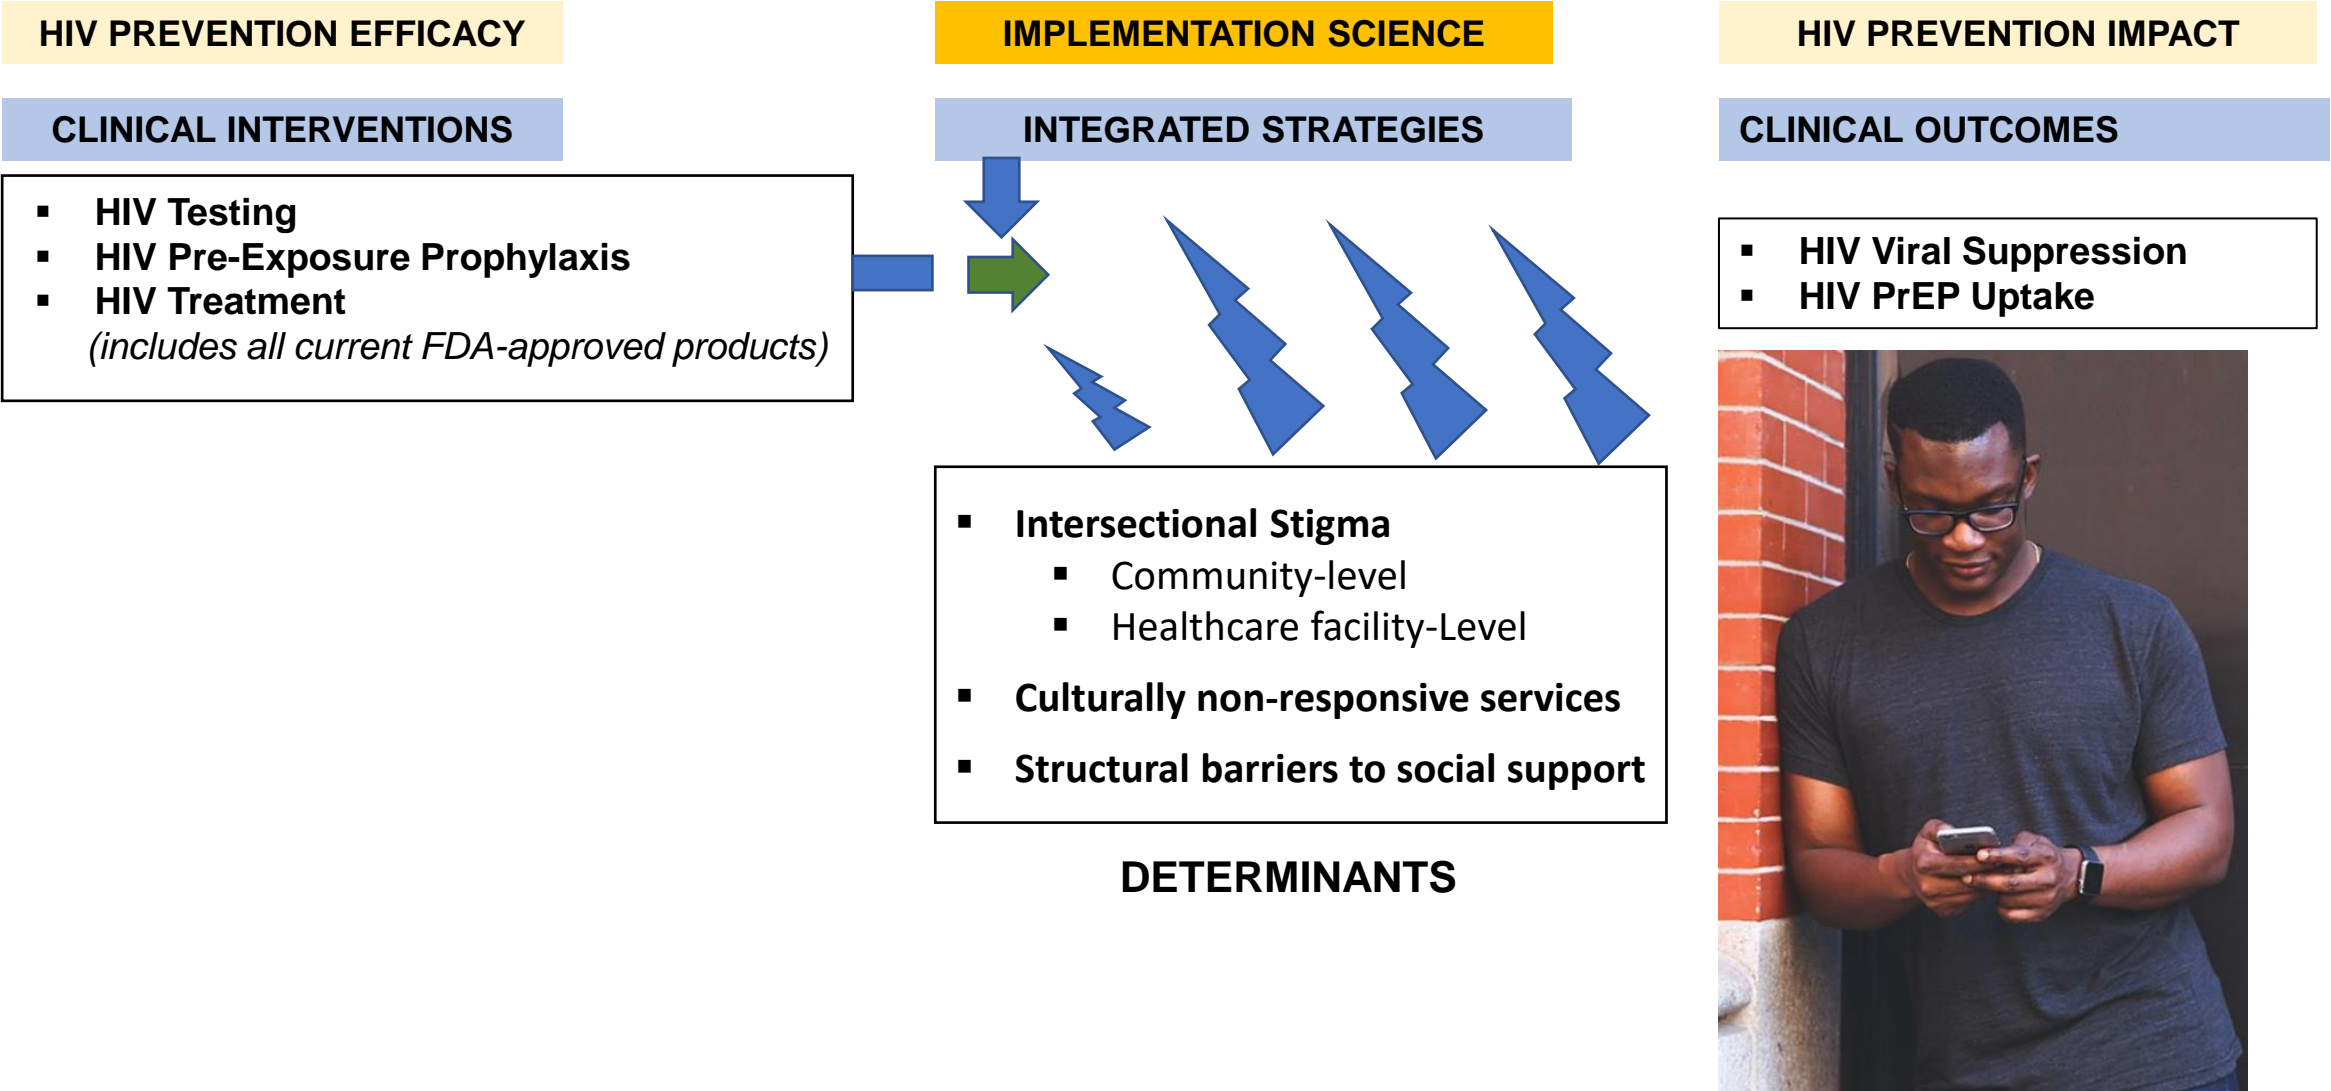 HIV PREVENTION EFFICACY
CLINICAL INTERVENTIONS
▪ HIV Testing
▪ HIV Pre-Exposure Prophylaxis
▪ HIV Treatment
(includes all current FDA-approved products)
IMPLEMENTATION SCIENCE
INTEGRATED STRATEGIES
▪ Intersectional Stigma
▪ Community-level
▪ Healthcare facility-Level
▪ Culturally non-responsive services
▪ Structural barriers to social support
DETERMINANTS
HIV PREVENTION IMPACT
CLINICAL OUTCOMES
▪ HIV Viral Suppression
▪ HIV PrEP Uptake